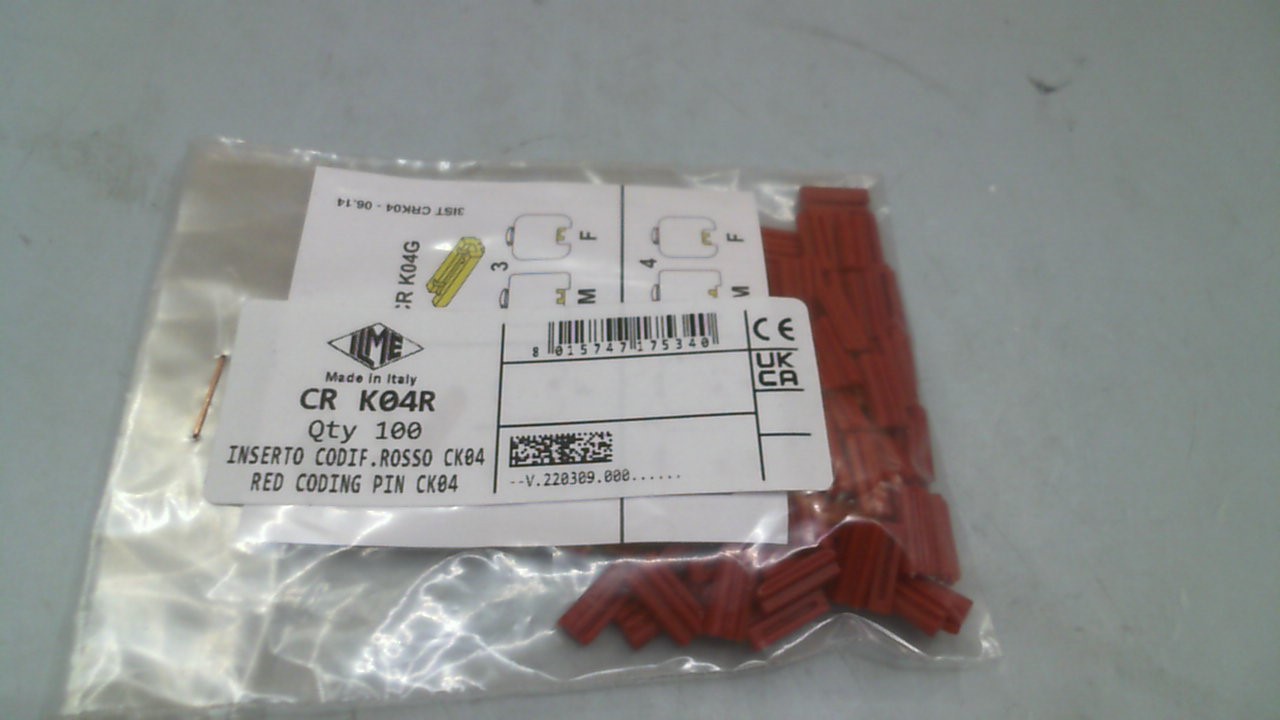 3IST CRK04 - 06.14
R K04G
3
F
M
4
F
M
ILME
Made in Italy
CR K04R
Qty 100
INSERTO CODIF.ROSSO CK04
RED CODING PIN CK04
8 015747 175340
CE
UK
CA
--V.220309.000......